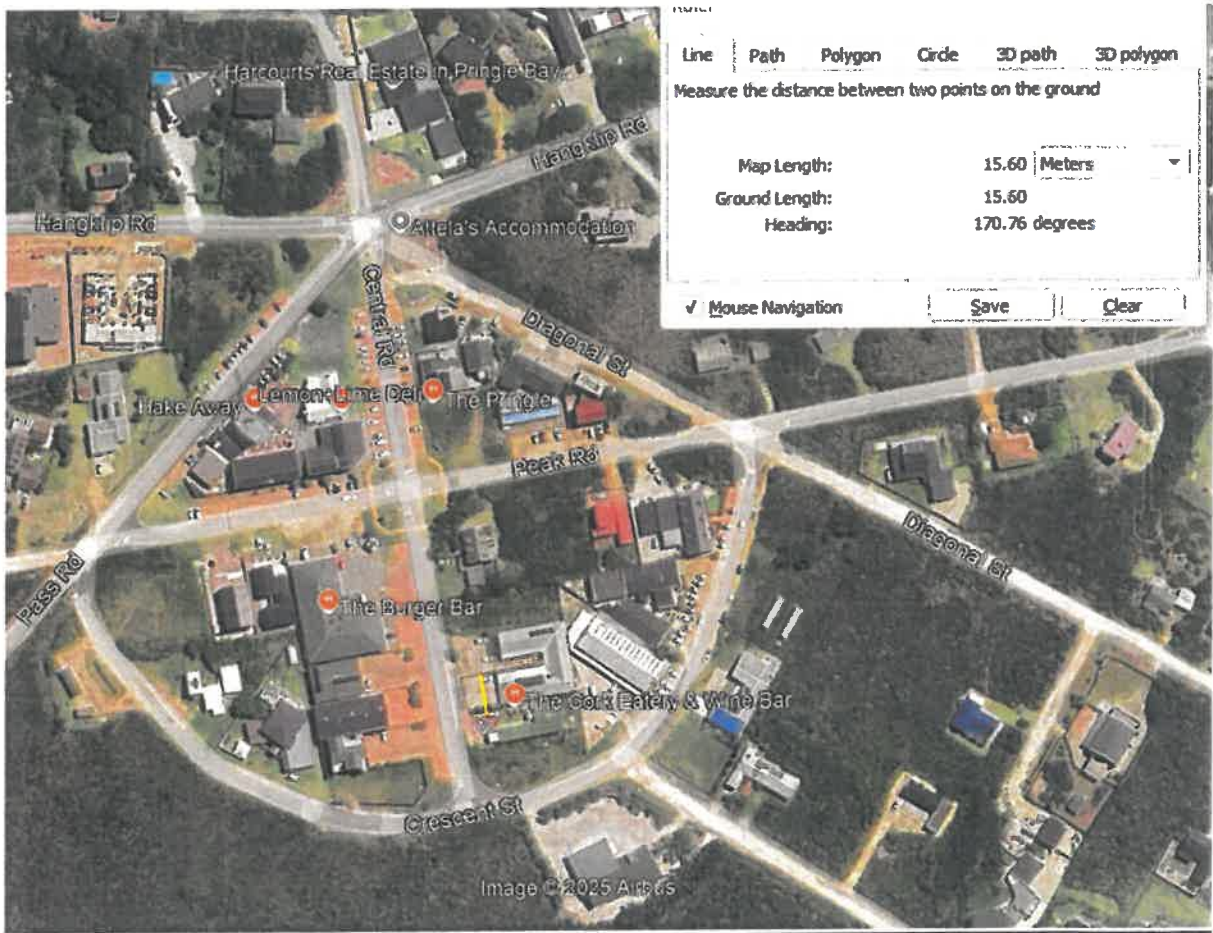 Ruler
Line Path Polygon Circle 3D path 3D polygon
Measure the distance between two points on the ground
Map Length: 15.60 Meters
Ground Length: 15.60
Heading: 170.76 degrees
✓ Mouse Navigation Save Clear
Harcourts Real Estate in Pringle Bay...
Hangklip Rd
Hangklip Rd
Attela's Accommodation
Central Rd
Diagonal St
Hake Away
Lemon-Lime Deli
The Pringle
Peak Rd
Diagonal St
Pass Rd
The Burger Bar
The Cork Eatery & Wine Bar
Crescent St
Image © 2025 Airbus